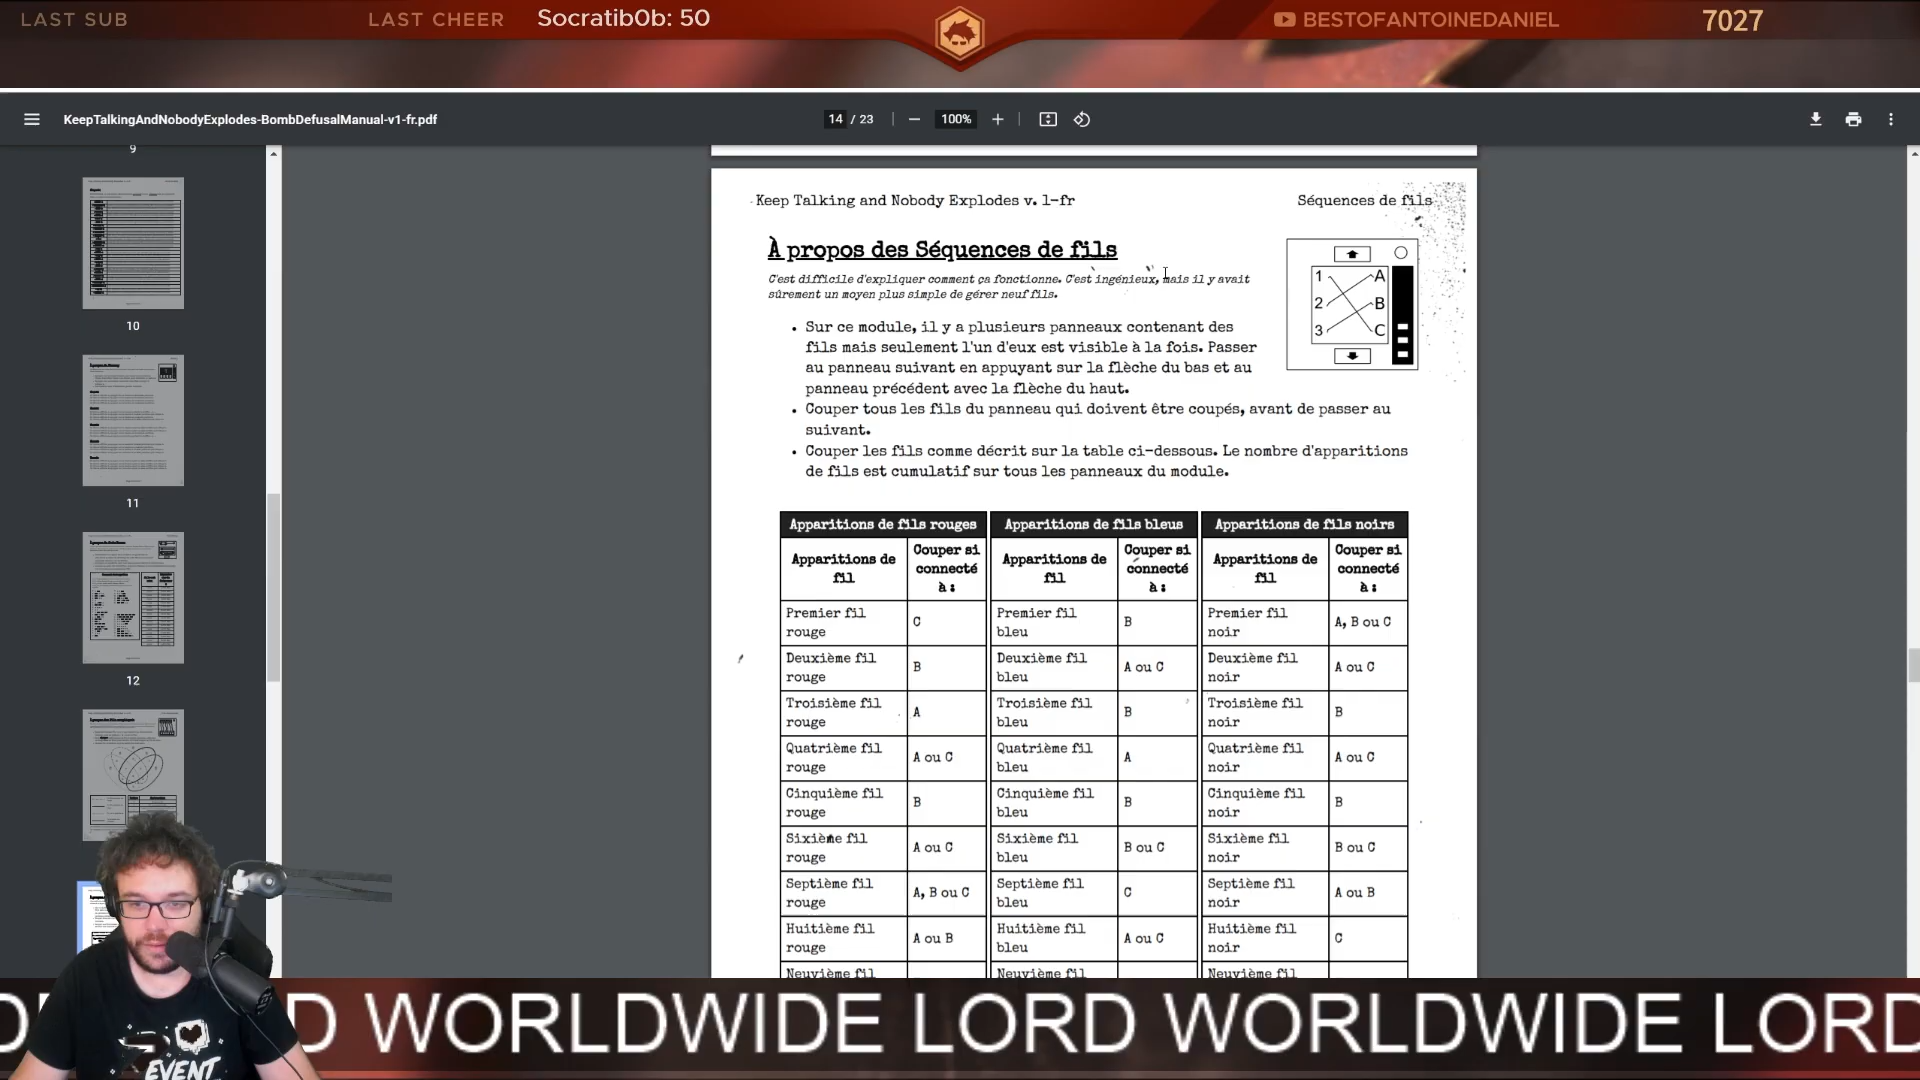 LAST SUB
LAST CHEER
Socratib0b: 50
BESTOFANTOINEDANIEL
7027
KeepTalkingAndNobodyExplodes-BombDefusalManual-v1-fr.pdf
14 / 23
100%
9
10
11
12
Keep Talking and Nobody Explodes v. 1-fr
Séquences de fils
À propos des Séquences de fils
C'est difficile d'expliquer comment ça fonctionne. C'est ingénieux, mais il y avait
sûrement un moyen plus simple de gérer neuf fils.
1 A
2 B
3 C
• Sur ce module, il y a plusieurs panneaux contenant des
fils mais seulement l'un d'eux est visible à la fois. Passer
au panneau suivant en appuyant sur la flèche du bas et au
panneau précédent avec la flèche du haut.
• Couper tous les fils du panneau qui doivent être coupés, avant de passer au
suivant.
• Couper les fils comme décrit sur la table ci-dessous. Le nombre d'apparitions
de fils est cumulatif sur tous les panneaux du module.
Apparitions de fils rouges
Apparitions de fil
Couper si connecté à :
Premier fil rouge C
Deuxième fil rouge B
Troisième fil rouge A
Quatrième fil rouge A ou C
Cinquième fil rouge B
Sixième fil rouge A ou C
Septième fil rouge A, B ou C
Huitième fil rouge A ou B
Neuvième fil
Apparitions de fils bleus
Apparitions de fil
Couper si connecté à :
Premier fil bleu B
Deuxième fil bleu A ou C
Troisième fil bleu B
Quatrième fil bleu A
Cinquième fil bleu B
Sixième fil bleu B ou C
Septième fil bleu C
Huitième fil bleu A ou C
Neuvième fil
Apparitions de fils noirs
Apparitions de fil
Couper si connecté à :
Premier fil noir A, B ou C
Deuxième fil noir A ou C
Troisième fil noir B
Quatrième fil noir A ou C
Cinquième fil noir B
Sixième fil noir B ou C
Septième fil noir A ou B
Huitième fil noir C
Neuvième fil
EVENT
D WORLDWIDE LORD WORLDWIDE LORD